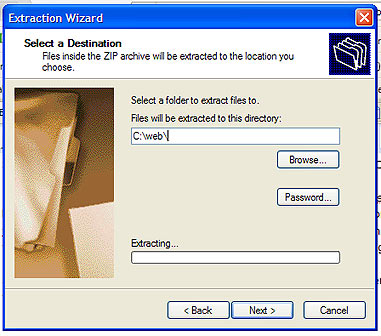 Extraction Wizard
Select a Destination
Files inside the ZIP archive will be extracted to the location you
choose.
Select a folder to extract files to.
Files will be extracted to this directory:
C:\web\
Browse...
Password...
Extracting...
< Back
Next >
Cancel